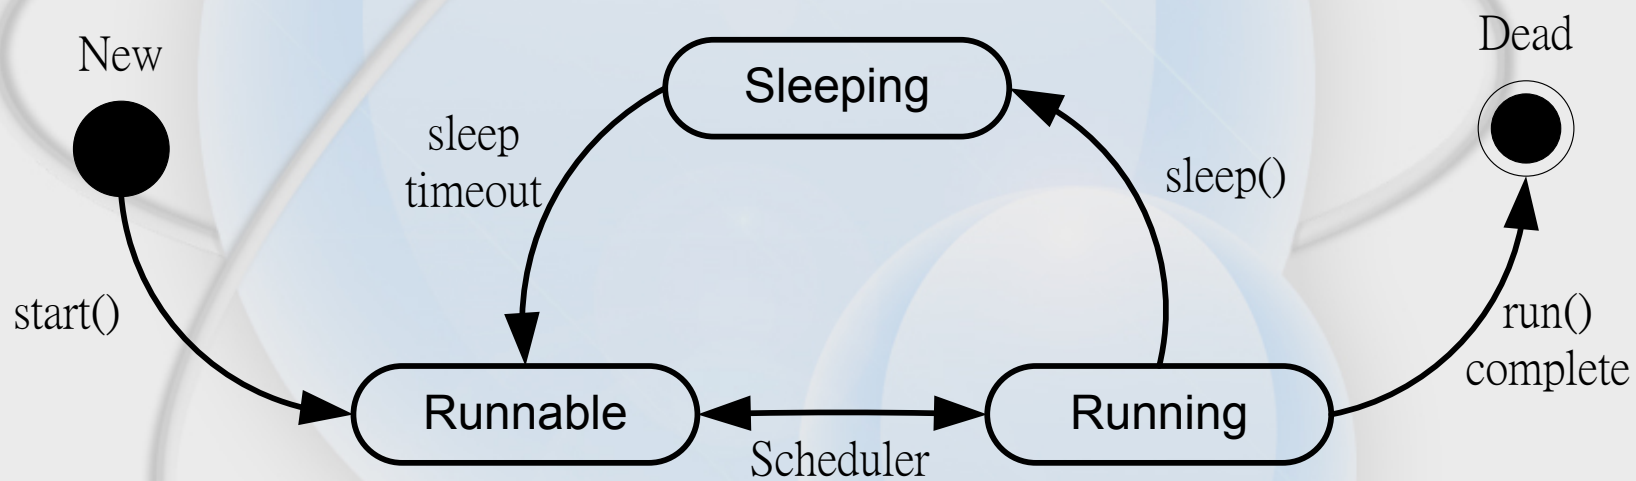 New
Dead
Sleeping
sleep
timeout
sleep()
start()
run()
complete
Runnable
Running
Scheduler